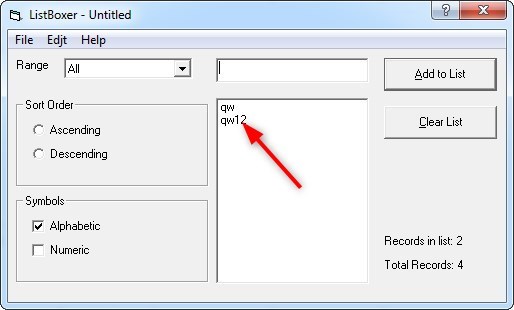 ListBoxer - Untitled
File Edjt Help
Range All Add to List
Sort Order
Ascending
Descending
qw
qw12
Clear List
Symbols
Alphabetic
Numeric
Records in list: 2
Total Records: 4